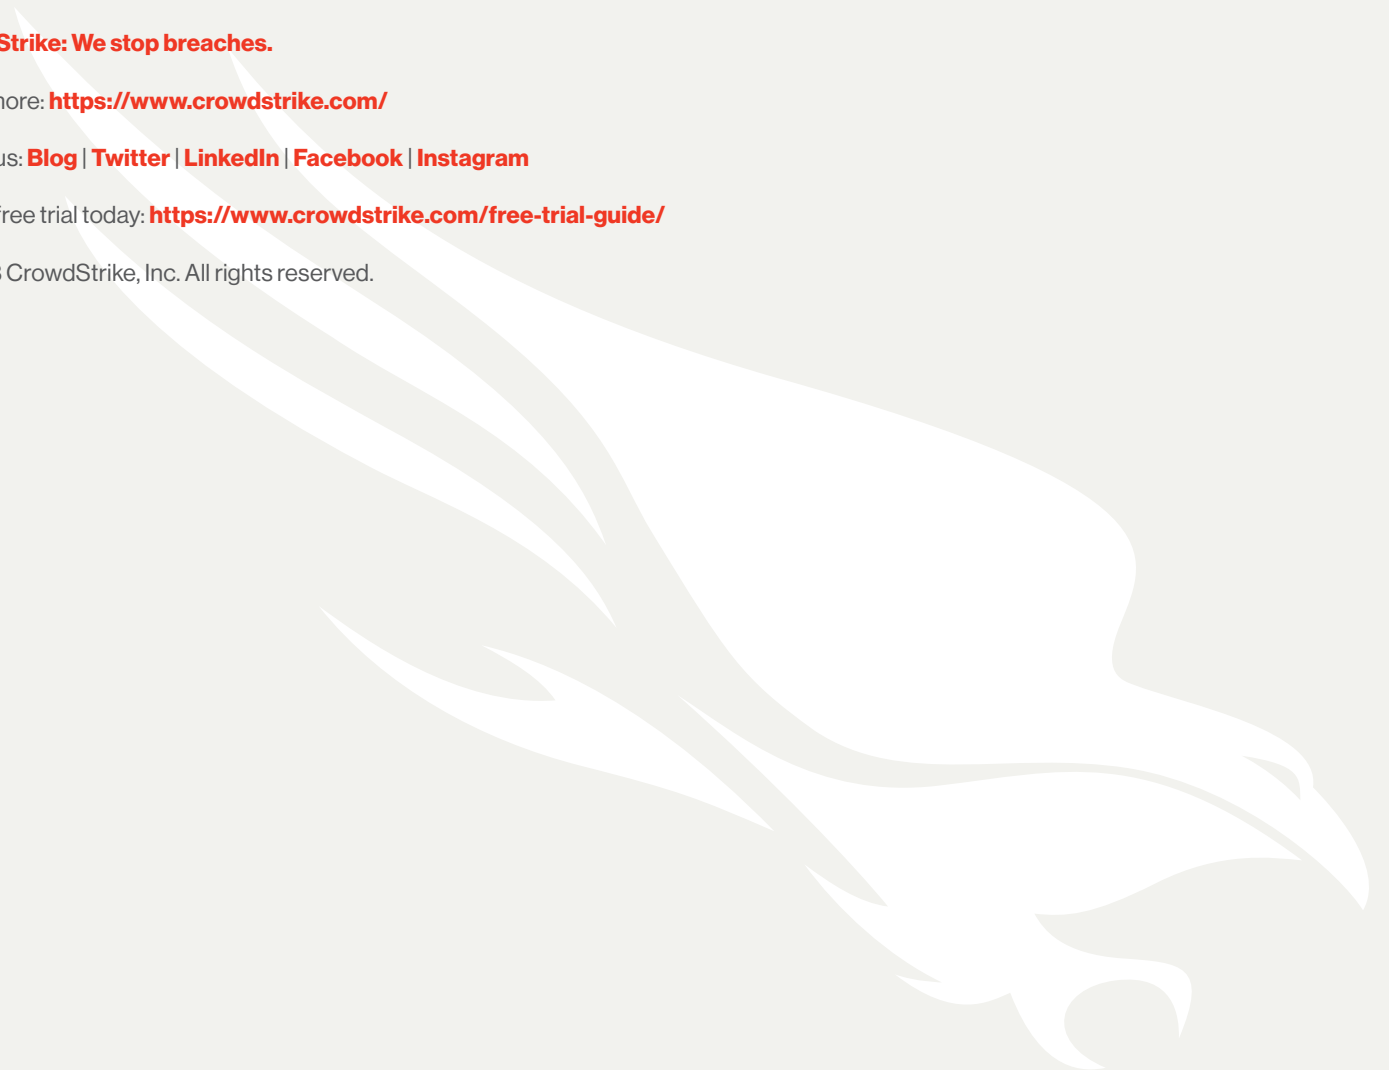 Strike: We stop breaches.
more: https://www.crowdstrike.com/
us: Blog | Twitter | LinkedIn | Facebook | Instagram
free trial today: https://www.crowdstrike.com/free-trial-guide/
CrowdStrike, Inc. All rights reserved.